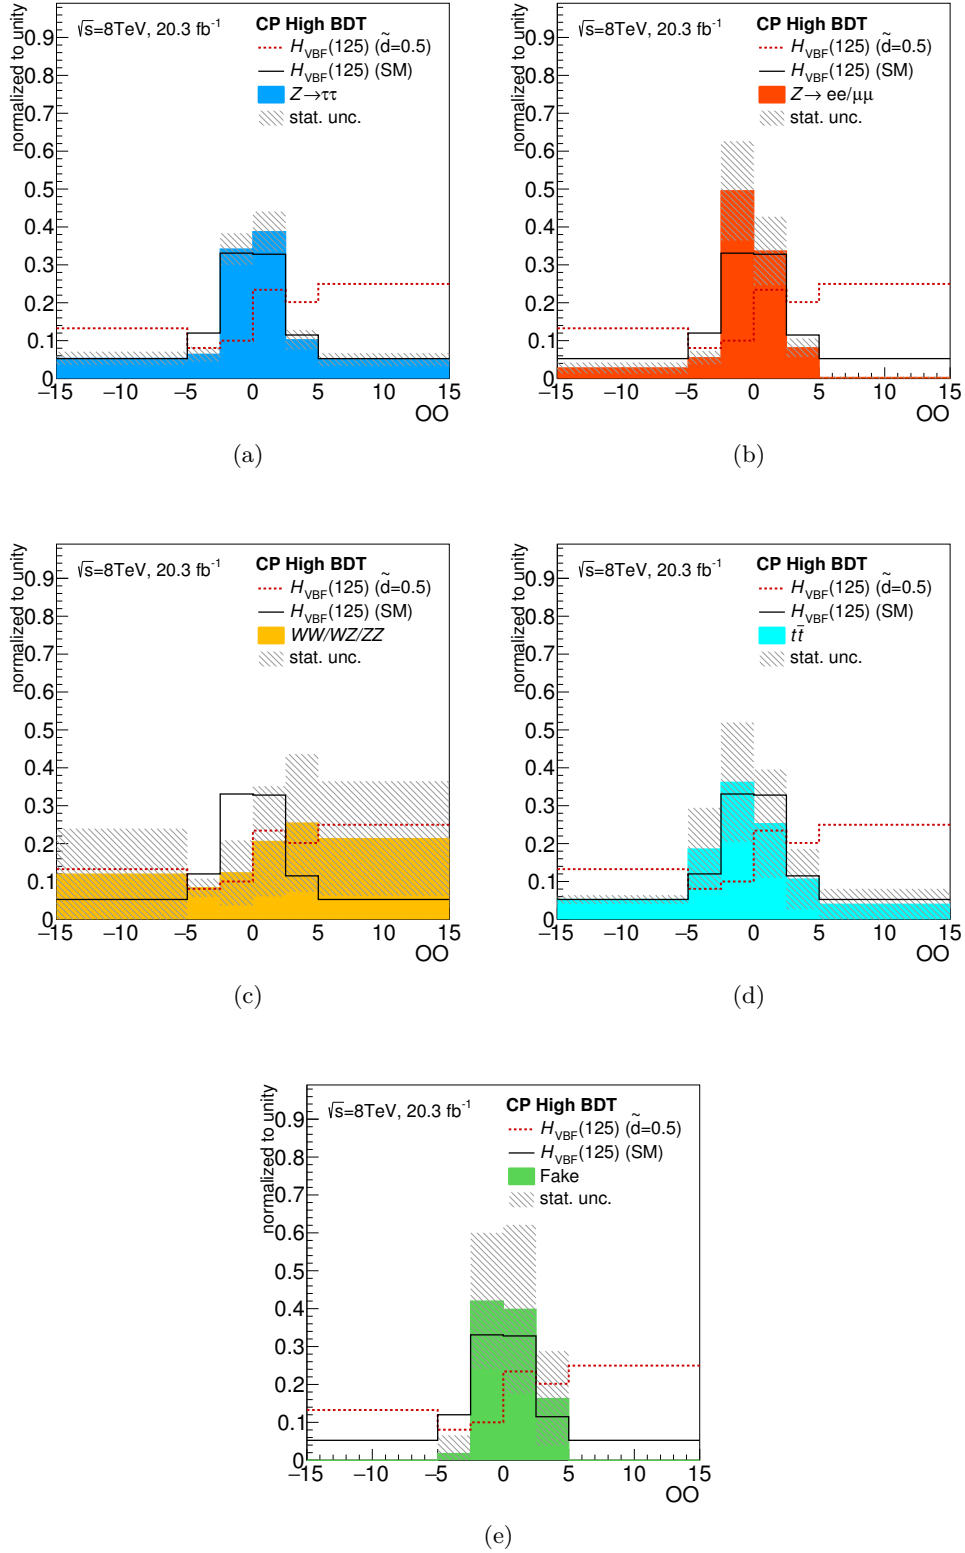 normalized to unity
0.9
0.8
0.7
0.6
0.5
0.4
0.3
0.2
0.1
0
√s=8TeV, 20.3 fb⁻¹
CP High BDT
H_VBF(125) (d̃=0.5)
H_VBF(125) (SM)
Z→ττ
stat. unc.
−15 −10 −5 0 5 10 15
OO
(a)
normalized to unity
0.9
0.8
0.7
0.6
0.5
0.4
0.3
0.2
0.1
0
√s=8TeV, 20.3 fb⁻¹
CP High BDT
H_VBF(125) (d̃=0.5)
H_VBF(125) (SM)
Z→ ee/μμ
stat. unc.
−15 −10 −5 0 5 10 15
OO
(b)
normalized to unity
0.9
0.8
0.7
0.6
0.5
0.4
0.3
0.2
0.1
0
√s=8TeV, 20.3 fb⁻¹
CP High BDT
H_VBF(125) (d̃=0.5)
H_VBF(125) (SM)
WW/WZ/ZZ
stat. unc.
−15 −10 −5 0 5 10 15
OO
(c)
normalized to unity
0.9
0.8
0.7
0.6
0.5
0.4
0.3
0.2
0.1
0
√s=8TeV, 20.3 fb⁻¹
CP High BDT
H_VBF(125) (d̃=0.5)
H_VBF(125) (SM)
tt̄
stat. unc.
−15 −10 −5 0 5 10 15
OO
(d)
normalized to unity
0.9
0.8
0.7
0.6
0.5
0.4
0.3
0.2
0.1
0
√s=8TeV, 20.3 fb⁻¹
CP High BDT
H_VBF(125) (d̃=0.5)
H_VBF(125) (SM)
Fake
stat. unc.
−15 −10 −5 0 5 10 15
OO
(e)